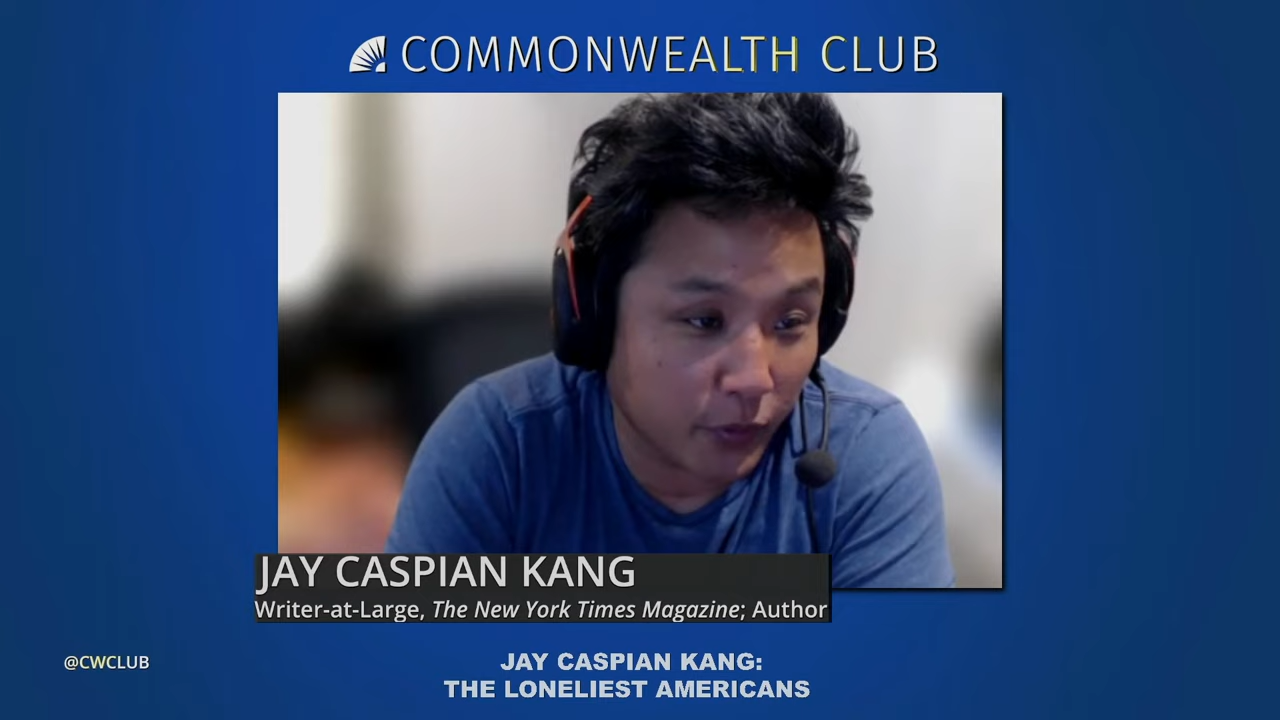 COMMONWEALTH CLUB
JAY CASPIAN KANG
Writer-at-Large, The New York Times Magazine; Author
@CWCLUB
JAY CASPIAN KANG:
THE LONELIEST AMERICANS